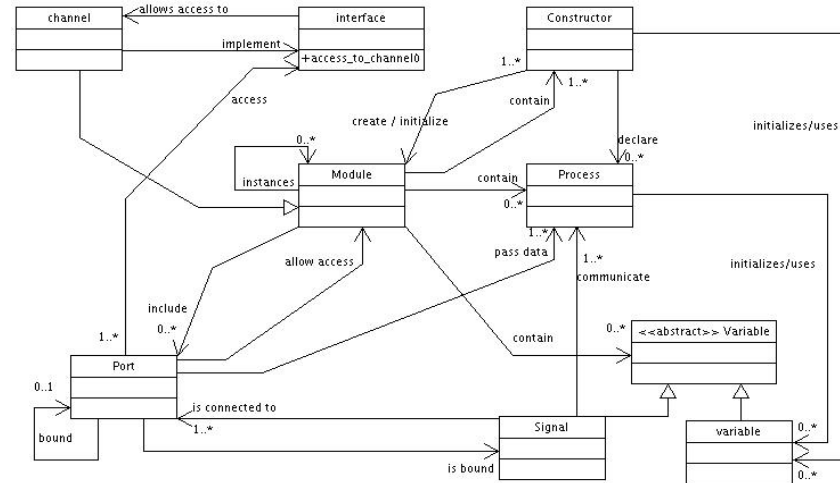 allows access to
channel
interface
Constructor
implement
+access_to_channel0
1..*
1..*
access
contain
create / initialize
initializes/uses
declare
0..*
0..*
Module
contain
Process
instances
0..*
1..*
pass data
1..*
allow access
initializes/uses
communicate
include
0..*
0..*
<<abstract>> Variable
contain
1..*
Port
0..1
is connected to
1..*
bound
Signal
variable
0..*
is bound
0..*